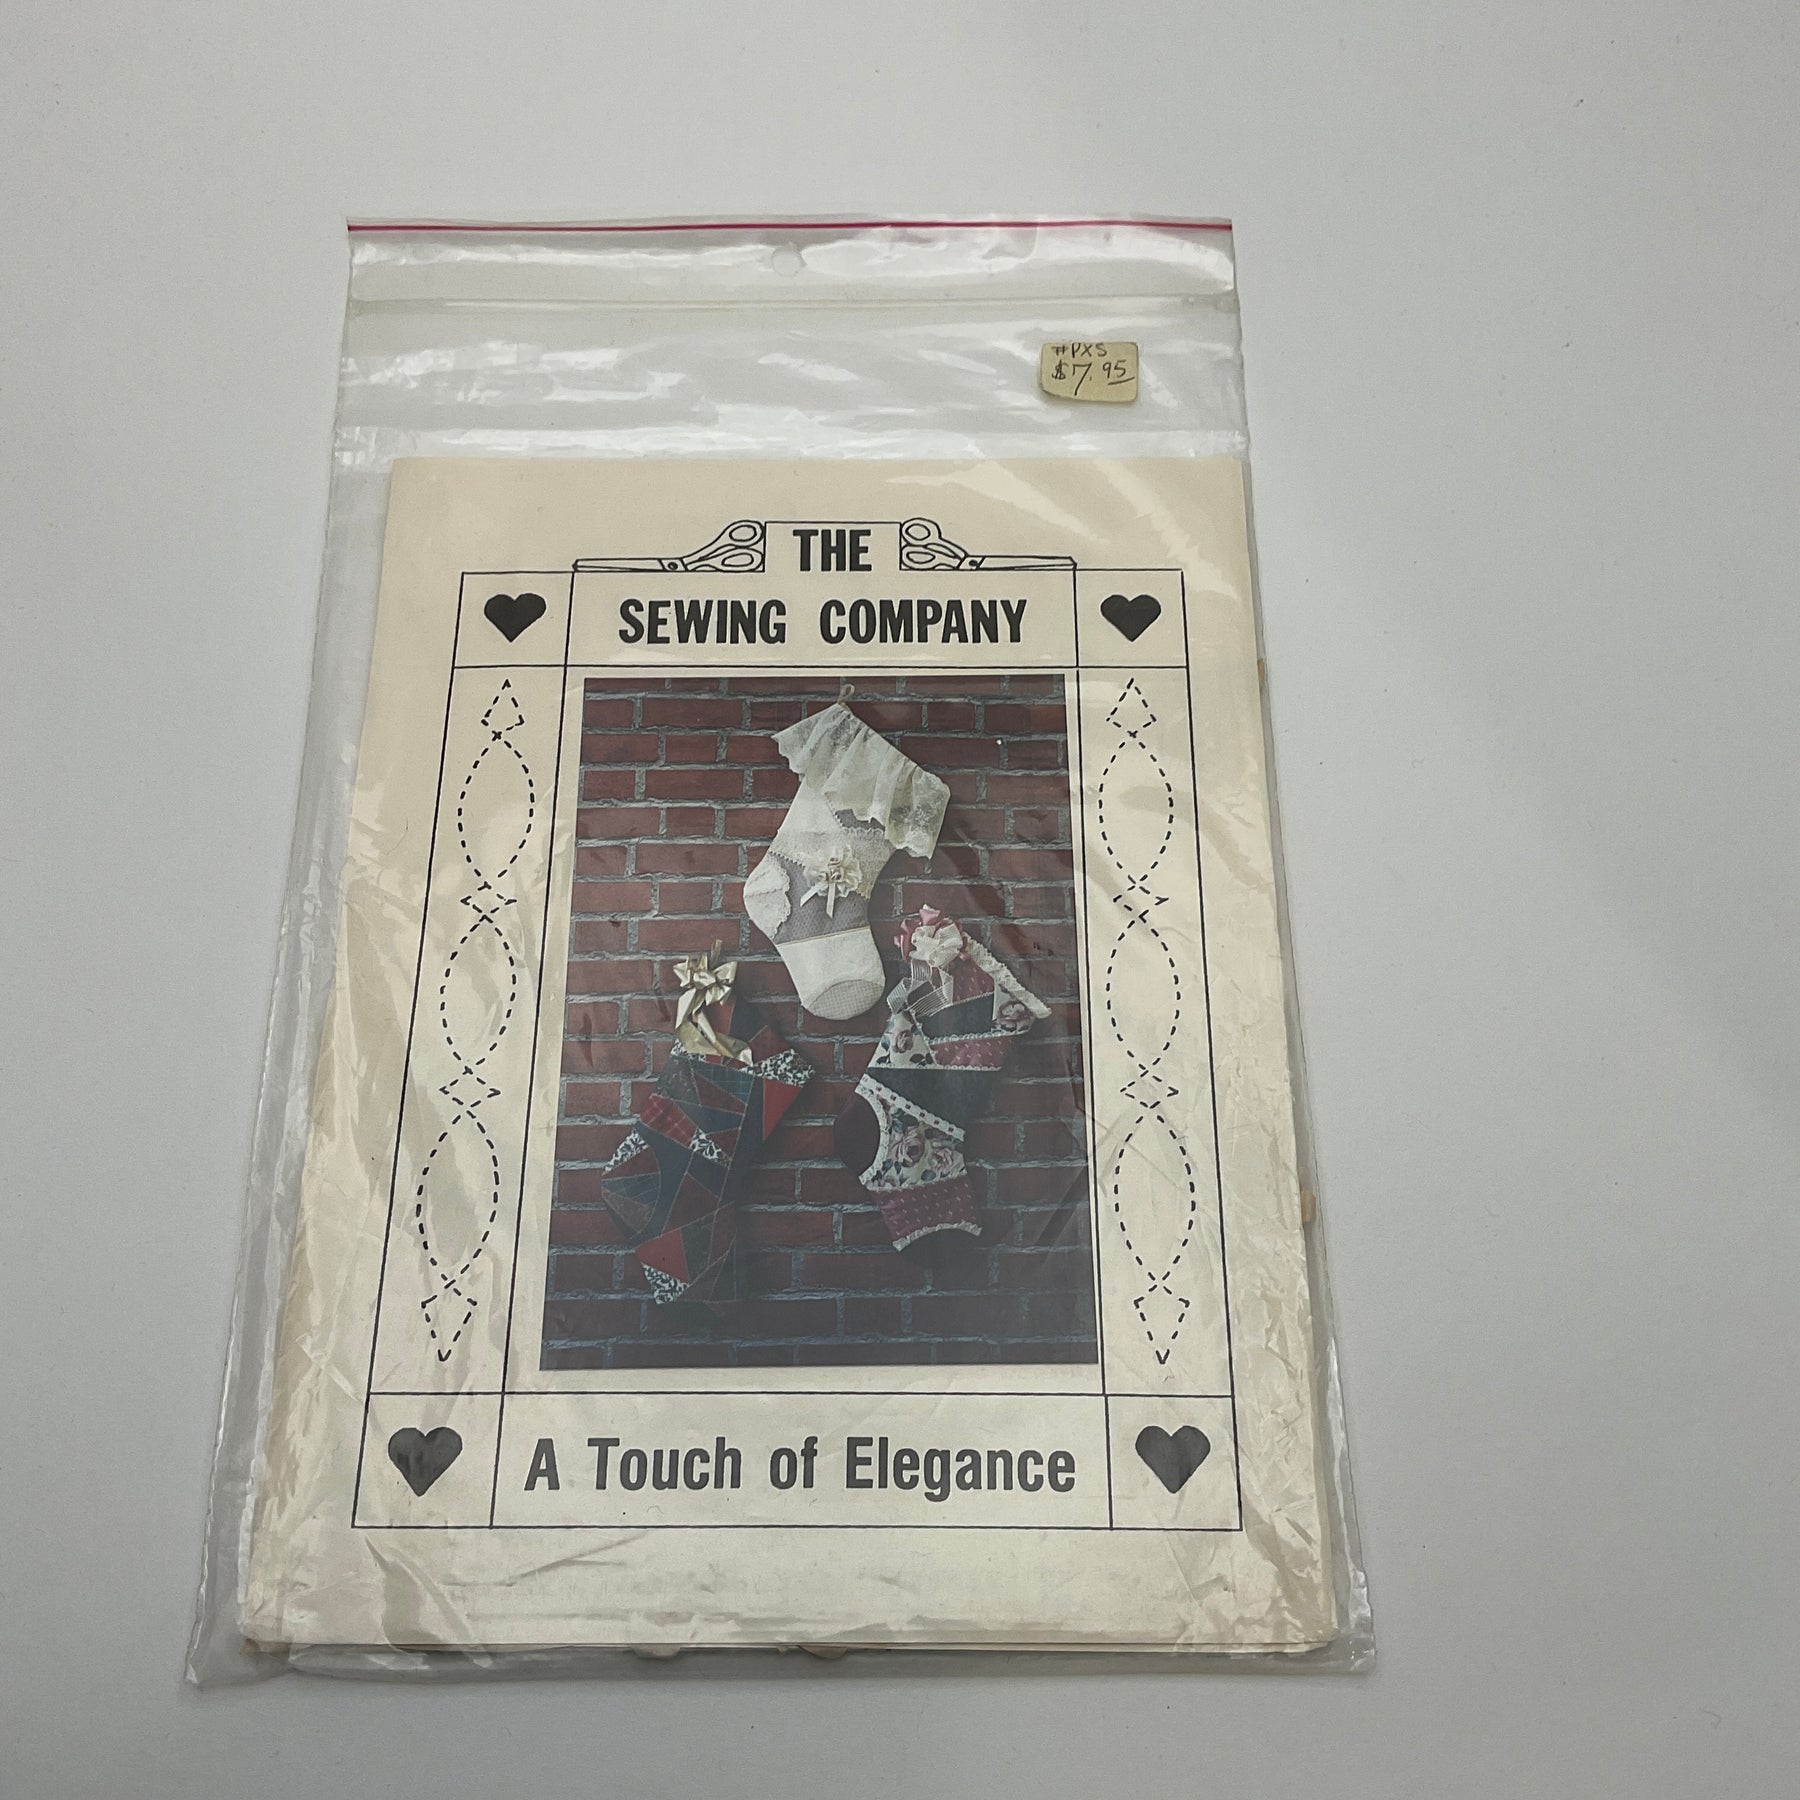 #PXS
$7.95
THE
SEWING COMPANY
A Touch of Elegance